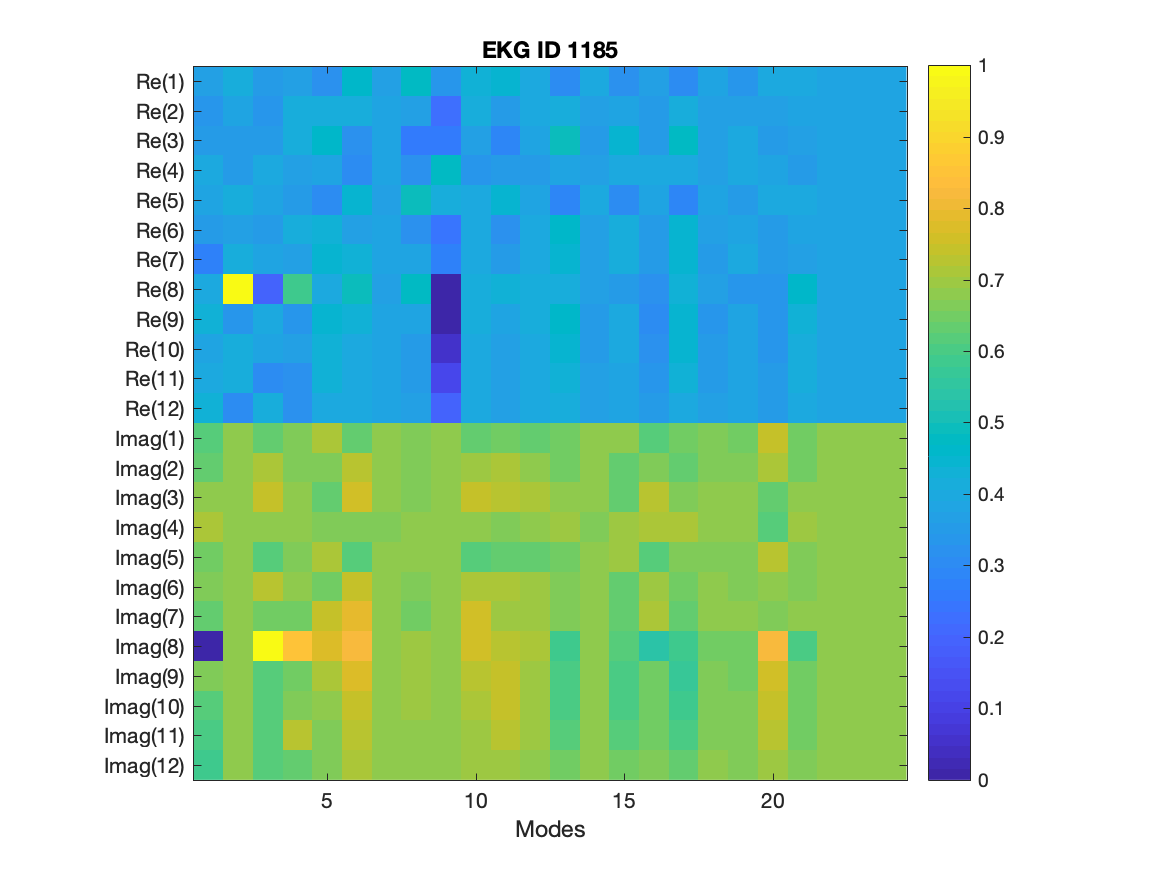 EKG ID 1185
Re(1)
Re(2)
Re(3)
Re(4)
Re(5)
Re(6)
Re(7)
Re(8)
Re(9)
Re(10)
Re(11)
Re(12)
Imag(1)
Imag(2)
Imag(3)
Imag(4)
Imag(5)
Imag(6)
Imag(7)
Imag(8)
Imag(9)
Imag(10)
Imag(11)
Imag(12)
5 10 15 20
Modes
1
0.9
0.8
0.7
0.6
0.5
0.4
0.3
0.2
0.1
0